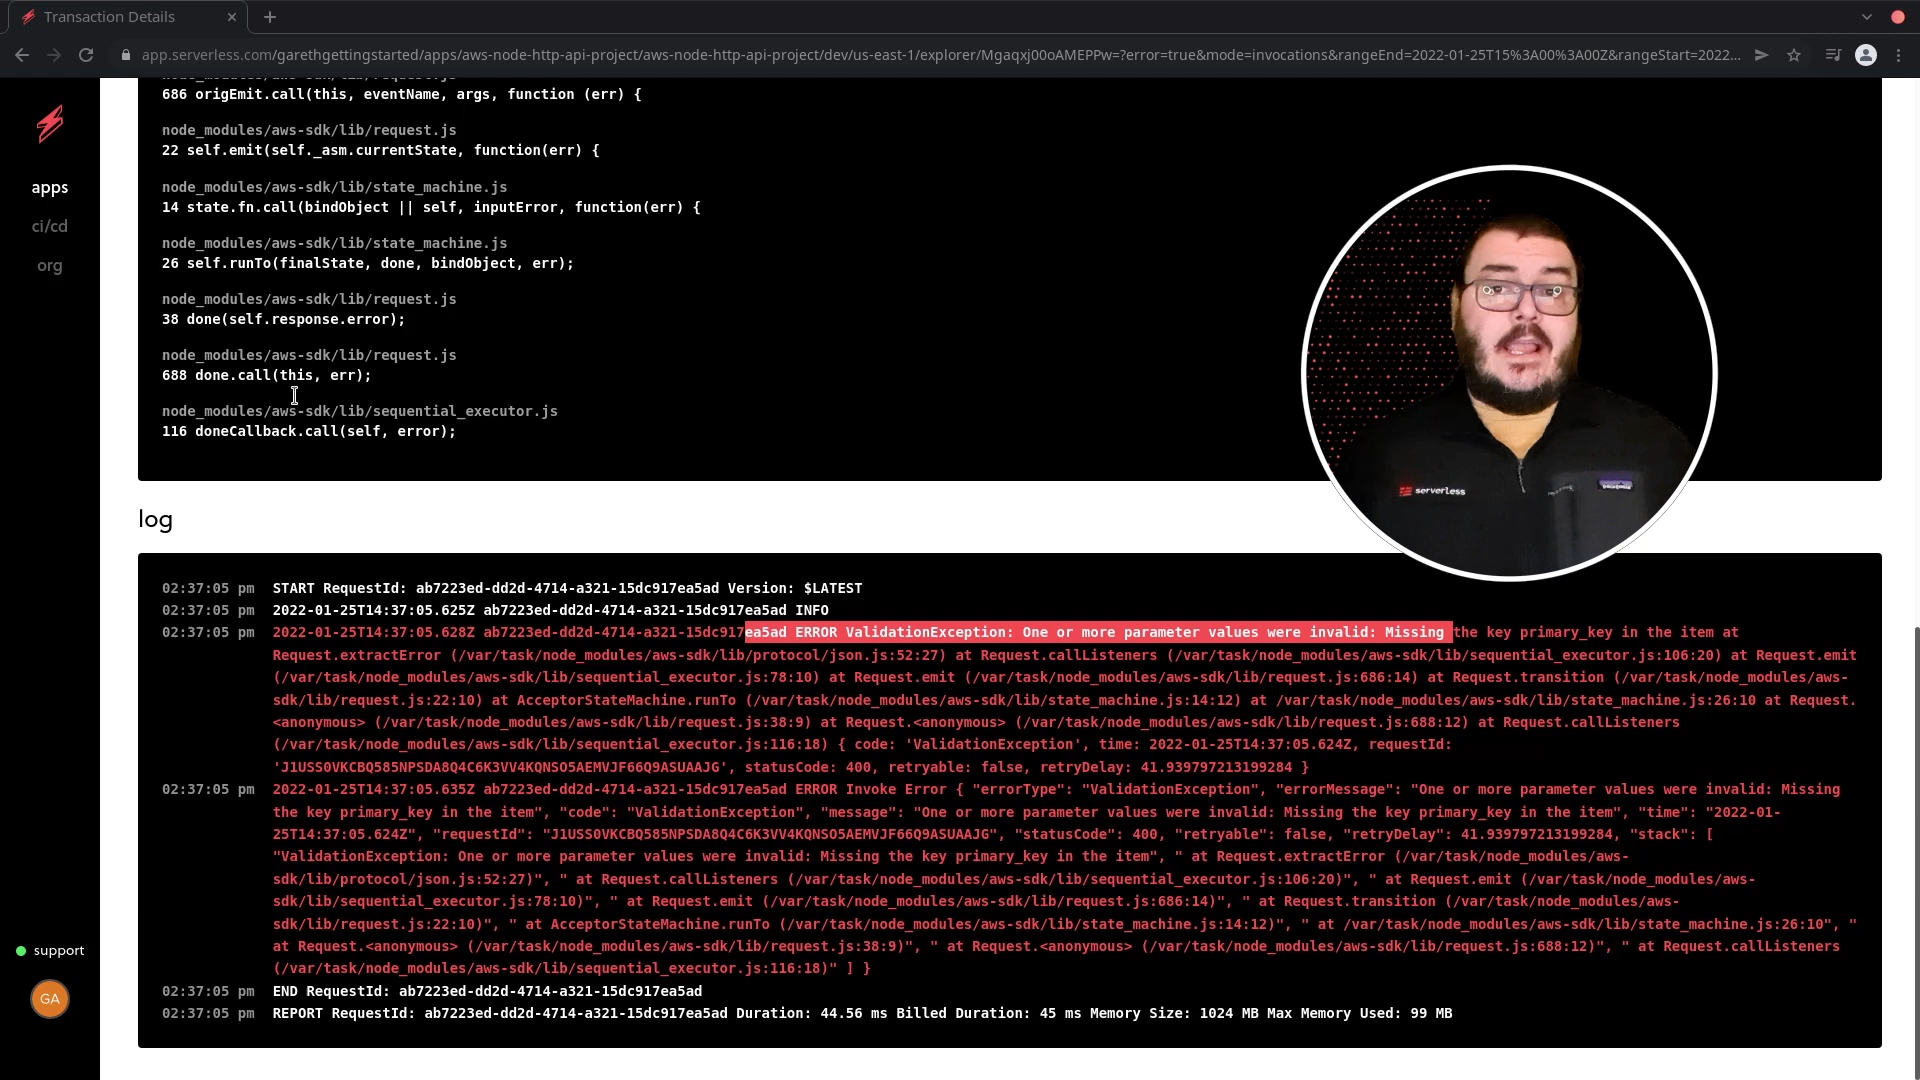 Transaction Details
app.serverless.com/garethgettingstarted/apps/aws-node-http-api-project/aws-node-http-api-project/dev/us-east-1/explorer/Mgaqxj00oAMEPPw=?error=true&mode=invocations&rangeEnd=2022-01-25T15%3A00%3A00Z&rangeStart=2022...
apps
ci/cd
org
686 origEmit.call(this, eventName, args, function (err) {
node_modules/aws-sdk/lib/request.js
22 self.emit(self._asm.currentState, function(err) {
node_modules/aws-sdk/lib/state_machine.js
14 state.fn.call(bindObject || self, inputError, function(err) {
node_modules/aws-sdk/lib/state_machine.js
26 self.runTo(finalState, done, bindObject, err);
node_modules/aws-sdk/lib/request.js
38 done(self.response.error);
node_modules/aws-sdk/lib/request.js
688 done.call(this, err);
node_modules/aws-sdk/lib/sequential_executor.js
116 doneCallback.call(self, error);
serverless
patagonia
log
02:37:05 pm START RequestId: ab7223ed-dd2d-4714-a321-15dc917ea5ad Version: $LATEST
02:37:05 pm 2022-01-25T14:37:05.625Z ab7223ed-dd2d-4714-a321-15dc917ea5ad INFO
02:37:05 pm 2022-01-25T14:37:05.628Z ab7223ed-dd2d-4714-a321-15dc917ea5ad ERROR ValidationException: One or more parameter values were invalid: Missing the key primary_key in the item at
Request.extractError (/var/task/node_modules/aws-sdk/lib/protocol/json.js:52:27) at Request.callListeners (/var/task/node_modules/aws-sdk/lib/sequential_executor.js:106:20) at Request.emit
(/var/task/node_modules/aws-sdk/lib/sequential_executor.js:78:10) at Request.emit (/var/task/node_modules/aws-sdk/lib/request.js:686:14) at Request.transition (/var/task/node_modules/aws-
sdk/lib/request.js:22:10) at AcceptorStateMachine.runTo (/var/task/node_modules/aws-sdk/lib/state_machine.js:14:12) at /var/task/node_modules/aws-sdk/lib/state_machine.js:26:10 at Request.
<anonymous> (/var/task/node_modules/aws-sdk/lib/request.js:38:9) at Request.<anonymous> (/var/task/node_modules/aws-sdk/lib/request.js:688:12) at Request.callListeners
(/var/task/node_modules/aws-sdk/lib/sequential_executor.js:116:18) { code: 'ValidationException', time: 2022-01-25T14:37:05.624Z, requestId:
'J1USS0VKCBQ585NPSDA8Q4C6K3VV4KQNSO5AEMVJF66Q9ASUAAJG', statusCode: 400, retryable: false, retryDelay: 41.939797213199284 }
02:37:05 pm 2022-01-25T14:37:05.635Z ab7223ed-dd2d-4714-a321-15dc917ea5ad ERROR Invoke Error { "errorType": "ValidationException", "errorMessage": "One or more parameter values were invalid: Missing
the key primary_key in the item", "code": "ValidationException", "message": "One or more parameter values were invalid: Missing the key primary_key in the item", "time": "2022-01-
25T14:37:05.624Z", "requestId": "J1USS0VKCBQ585NPSDA8Q4C6K3VV4KQNSO5AEMVJF66Q9ASUAAJG", "statusCode": 400, "retryable": false, "retryDelay": 41.939797213199284, "stack": [
"ValidationException: One or more parameter values were invalid: Missing the key primary_key in the item", " at Request.extractError (/var/task/node_modules/aws-
sdk/lib/protocol/json.js:52:27)", " at Request.callListeners (/var/task/node_modules/aws-sdk/lib/sequential_executor.js:106:20)", " at Request.emit (/var/task/node_modules/aws-
sdk/lib/sequential_executor.js:78:10)", " at Request.emit (/var/task/node_modules/aws-sdk/lib/request.js:686:14)", " at Request.transition (/var/task/node_modules/aws-
sdk/lib/request.js:22:10)", " at AcceptorStateMachine.runTo (/var/task/node_modules/aws-sdk/lib/state_machine.js:14:12)", " at /var/task/node_modules/aws-sdk/lib/state_machine.js:26:10", "
at Request.<anonymous> (/var/task/node_modules/aws-sdk/lib/request.js:38:9)", " at Request.<anonymous> (/var/task/node_modules/aws-sdk/lib/request.js:688:12)", " at Request.callListeners
(/var/task/node_modules/aws-sdk/lib/sequential_executor.js:116:18)" ] }
02:37:05 pm END RequestId: ab7223ed-dd2d-4714-a321-15dc917ea5ad
02:37:05 pm REPORT RequestId: ab7223ed-dd2d-4714-a321-15dc917ea5ad Duration: 44.56 ms Billed Duration: 45 ms Memory Size: 1024 MB Max Memory Used: 99 MB
support
GA